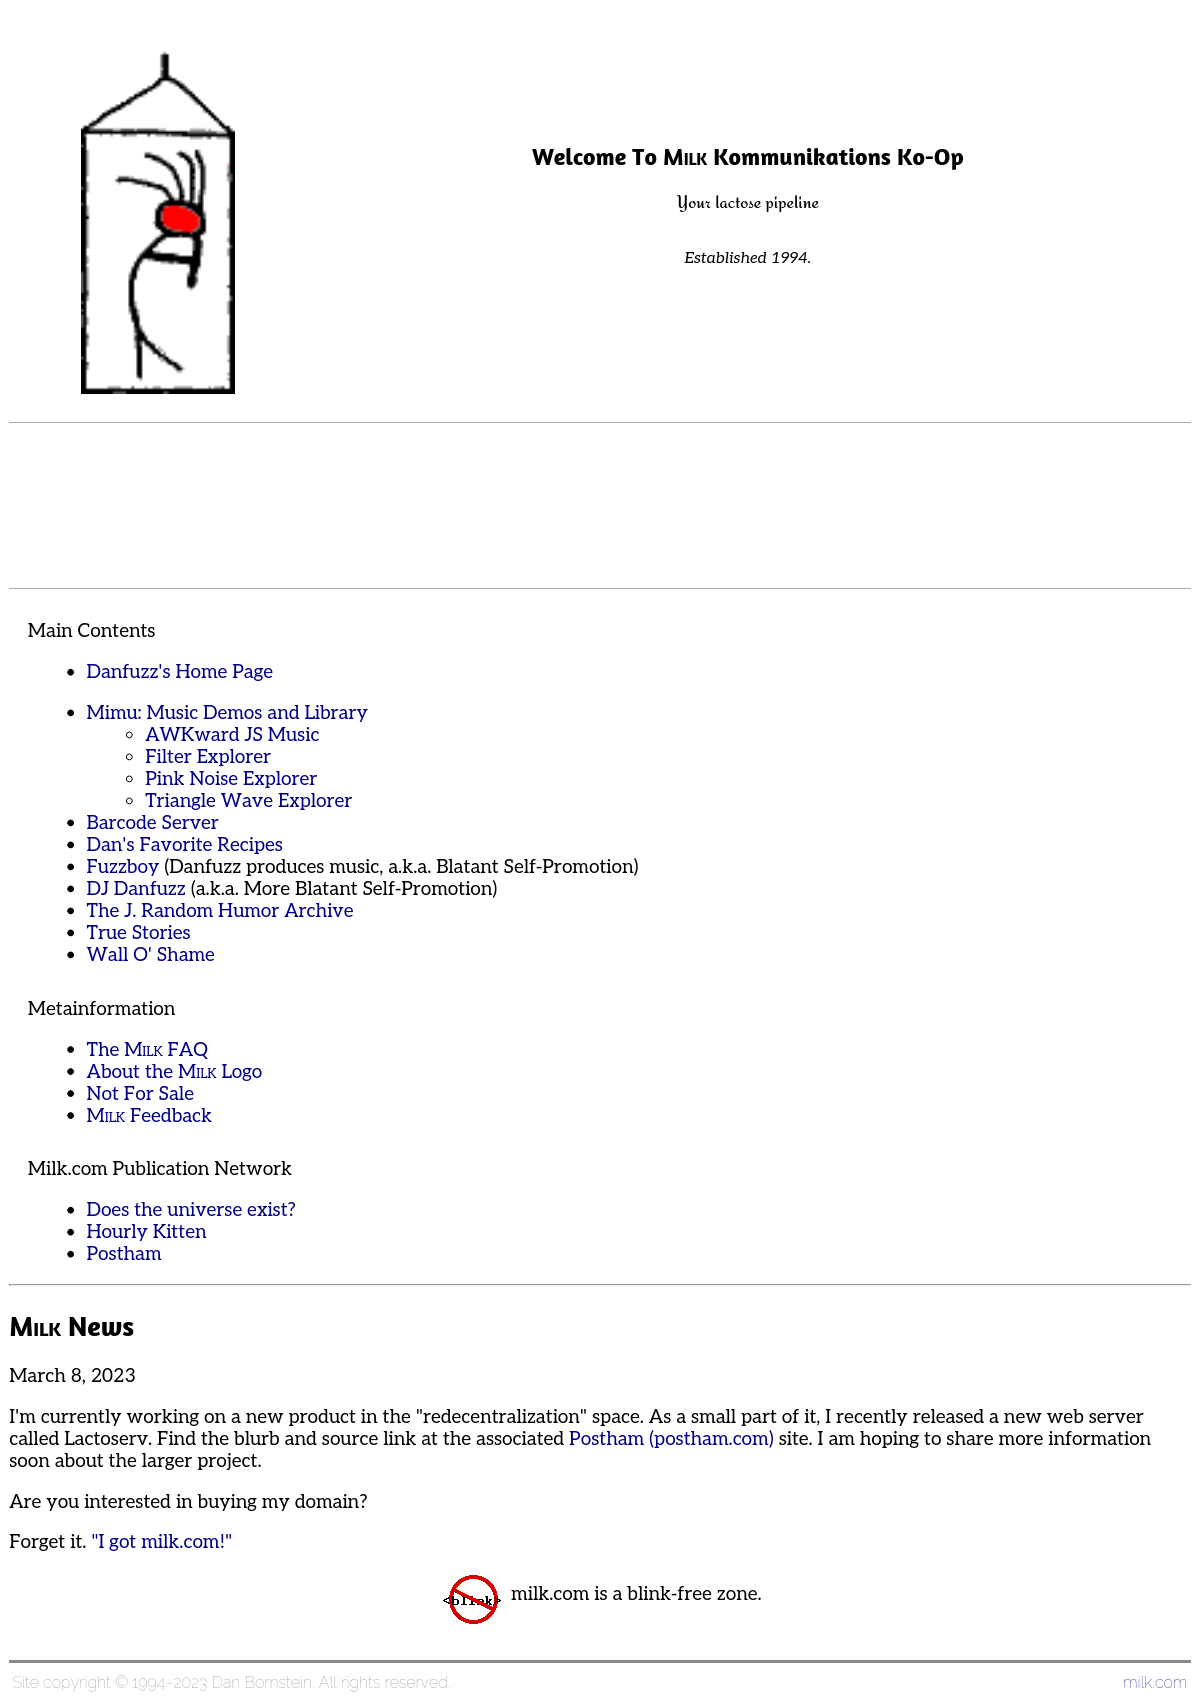 Welcome To Milk Kommunikations Ko-Op
Your lactose pipeline
Established 1994.
Main Contents
Danfuzz's Home Page
Mimu: Music Demos and Library
AWKward JS Music
Filter Explorer
Pink Noise Explorer
Triangle Wave Explorer
Barcode Server
Dan's Favorite Recipes
Fuzzboy (Danfuzz produces music, a.k.a. Blatant Self-Promotion)
DJ Danfuzz (a.k.a. More Blatant Self-Promotion)
The J. Random Humor Archive
True Stories
Wall O' Shame
Metainformation
The Milk FAQ
About the Milk Logo
Not For Sale
Milk Feedback
Milk.com Publication Network
Does the universe exist?
Hourly Kitten
Postham
Milk News
March 8, 2023
I'm currently working on a new product in the "redecentralization" space. As a small part of it, I recently released a new web server
called Lactoserv. Find the blurb and source link at the associated Postham (postham.com) site. I am hoping to share more information
soon about the larger project.
Are you interested in buying my domain?
Forget it. "I got milk.com!"
<blink> milk.com is a blink-free zone.
Site copyright © 1994–2023 Dan Bornstein. All rights reserved. milk.com